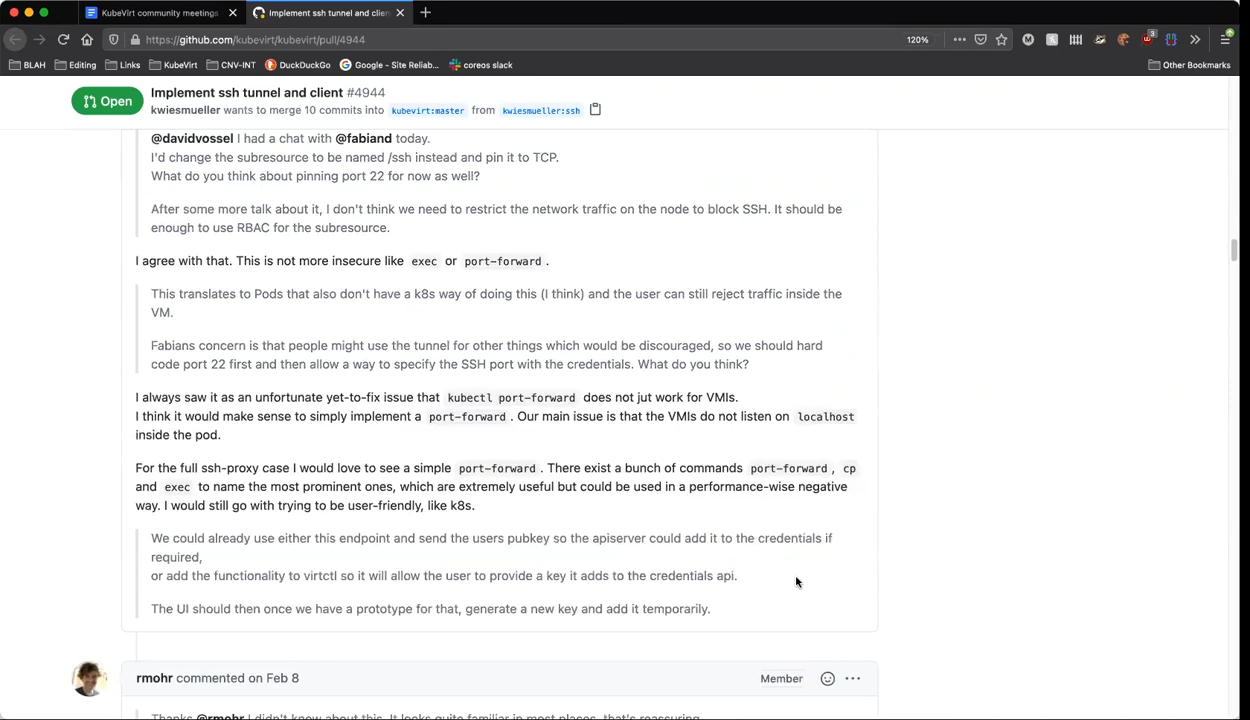 KubeVirt community meetings
Implement ssh tunnel and clien
https://github.com/kubevirt/kubevirt/pull/4944
120%
3
BLAH
Editing
Links
KubeVirt
CNV-INT
DuckDuckGo
Google - Site Reliab...
coreos slack
Other Bookmarks
Open
Implement ssh tunnel and client #4944
kwiesmueller wants to merge 10 commits into kubevirt:master from kwiesmueller:ssh
@davidvossel I had a chat with @fabiand today.
I'd change the subresource to be named /ssh instead and pin it to TCP.
What do you think about pinning port 22 for now as well?
After some more talk about it, I don't think we need to restrict the network traffic on the node to block SSH. It should be
enough to use RBAC for the subresource.
I agree with that. This is not more insecure like exec or port-forward .
This translates to Pods that also don't have a k8s way of doing this (I think) and the user can still reject traffic inside the
VM.
Fabians concern is that people might use the tunnel for other things which would be discouraged, so we should hard
code port 22 first and then allow a way to specify the SSH port with the credentials. What do you think?
I always saw it as an unfortunate yet-to-fix issue that kubectl port-forward does not jut work for VMIs.
I think it would make sense to simply implement a port-forward . Our main issue is that the VMIs do not listen on localhost
inside the pod.
For the full ssh-proxy case I would love to see a simple port-forward . There exist a bunch of commands port-forward , cp
and exec to name the most prominent ones, which are extremely useful but could be used in a performance-wise negative
way. I would still go with trying to be user-friendly, like k8s.
We could already use either this endpoint and send the users pubkey so the apiserver could add it to the credentials if
required,
or add the functionality to virtctl so it will allow the user to provide a key it adds to the credentials api.
The UI should then once we have a prototype for that, generate a new key and add it temporarily.
rmohr commented on Feb 8
Member
Thanks @rmohr I didn't know about this. It looks quite familiar in most places, that's reassuring.